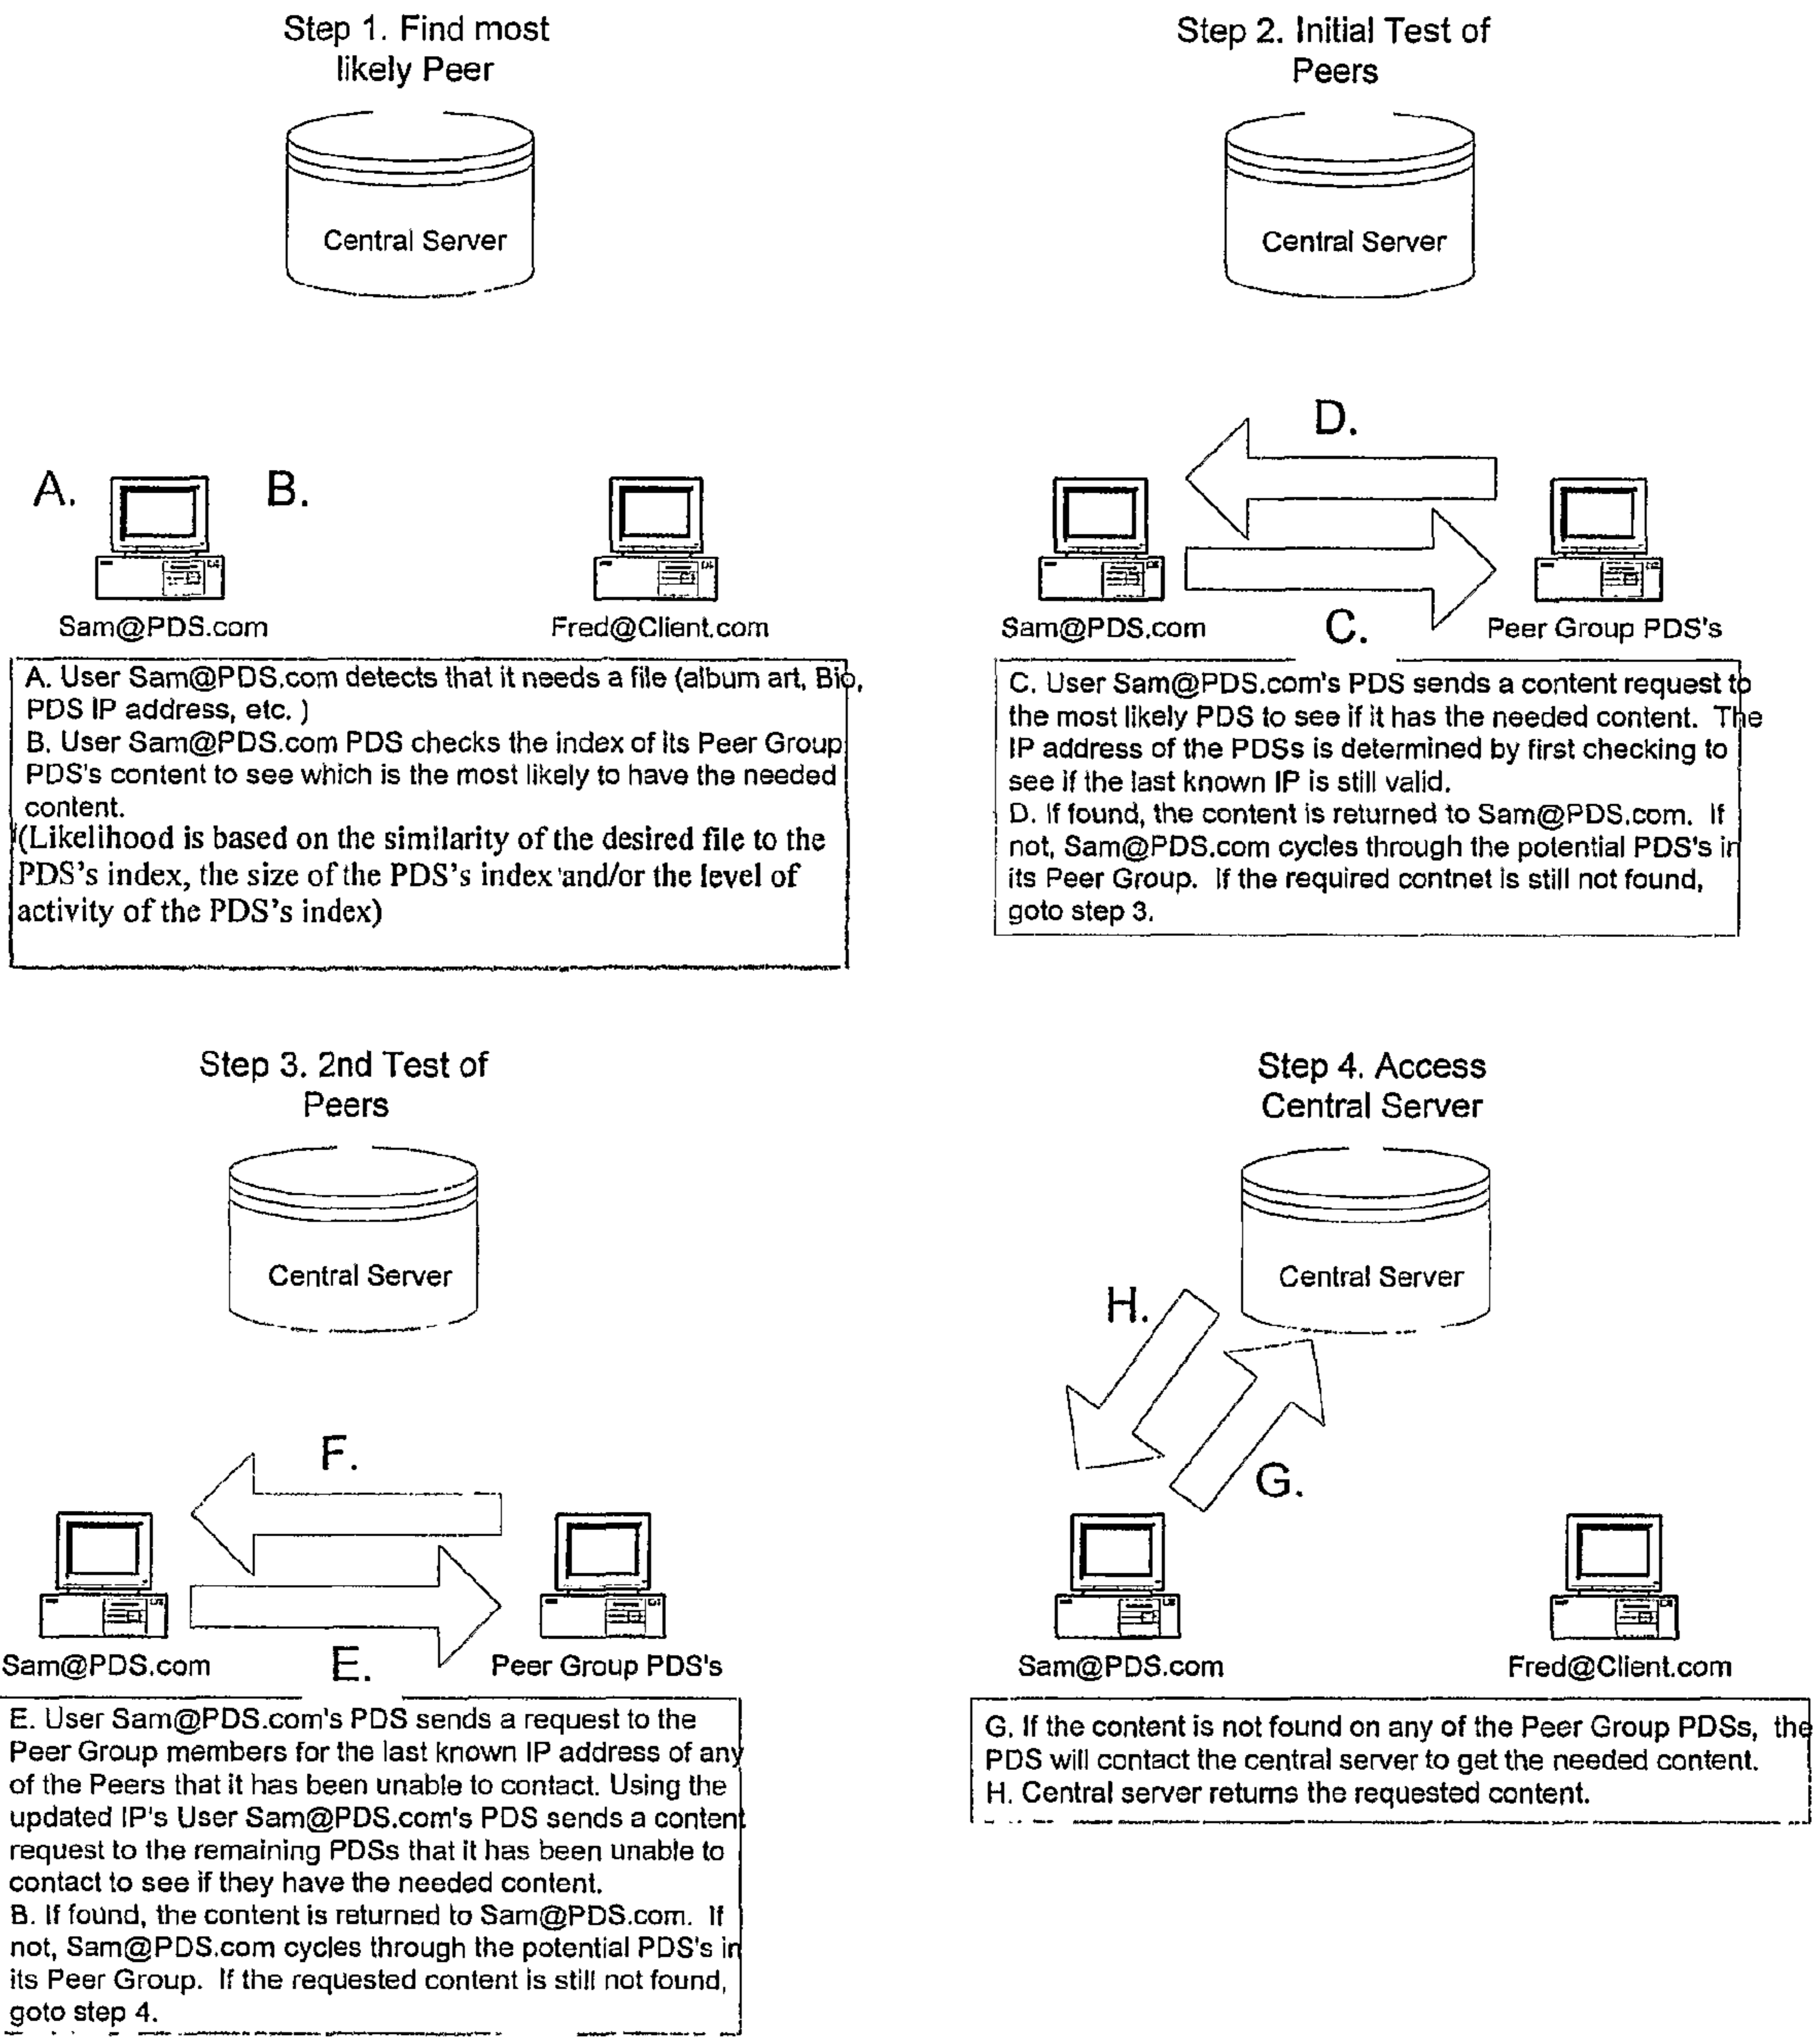 Step 1. Find most
likely Peer
Central Server
A.
B.
Sam@PDS.com
Fred@Client.com
A. User Sam@PDS.com detects that it needs a file (album art, Bio,
PDS IP address, etc. )
B. User Sam@PDS.com PDS checks the index of its Peer Group
PDS's content to see which is the most likely to have the needed
content.
(Likelihood is based on the similarity of the desired file to the
PDS's index, the size of the PDS's index and/or the level of
activity of the PDS's index)
Step 2. Initial Test of
Peers
Central Server
D.
Sam@PDS.com
C.
Peer Group PDS's
C. User Sam@PDS.com's PDS sends a content request to
the most likely PDS to see if it has the needed content. The
IP address of the PDSs is determined by first checking to
see if the last known IP is still valid.
D. If found, the content is returned to Sam@PDS.com. If
not, Sam@PDS.com cycles through the potential PDS's in
its Peer Group. If the required contnet is still not found,
goto step 3.
Step 3. 2nd Test of
Peers
Central Server
F.
Sam@PDS.com
E.
Peer Group PDS's
E. User Sam@PDS.com's PDS sends a request to the
Peer Group members for the last known IP address of any
of the Peers that it has been unable to contact. Using the
updated IP's User Sam@PDS.com's PDS sends a content
request to the remaining PDSs that it has been unable to
contact to see if they have the needed content.
B. If found, the content is returned to Sam@PDS.com. If
not, Sam@PDS.com cycles through the potential PDS's in
its Peer Group. If the requested content is still not found,
goto step 4.
Step 4. Access
Central Server
Central Server
H.
G.
Sam@PDS.com
Fred@Client.com
G. If the content is not found on any of the Peer Group PDSs, the
PDS will contact the central server to get the needed content.
H. Central server returns the requested content.